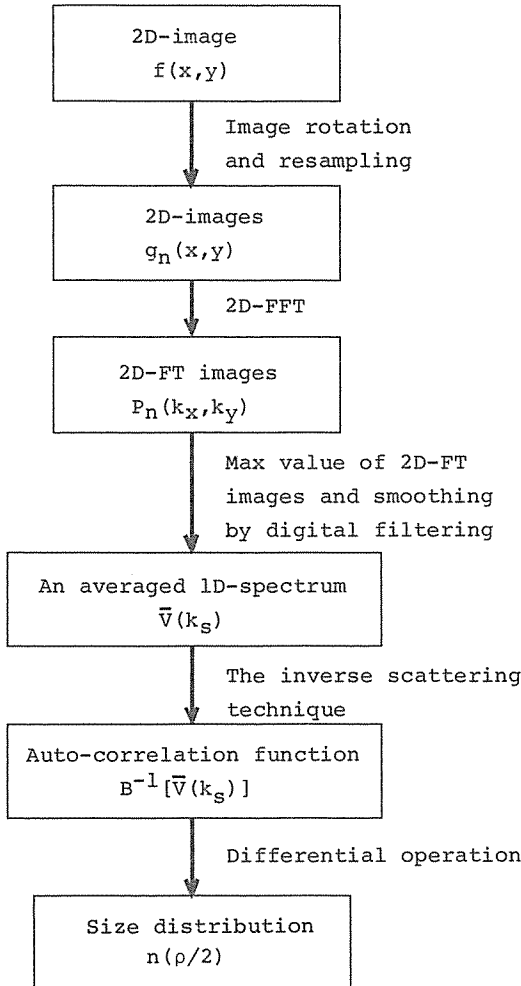 2D-image
f(x,y)
Image rotation
and resampling
2D-images
gₙ(x,y)
2D-FFT
2D-FT images
Pₙ(kₓ,k_y)
Max value of 2D-FT
images and smoothing
by digital filtering
An averaged 1D-spectrum
V̄(kₛ)
The inverse scattering
technique
Auto-correlation function
B⁻¹[V̄(kₛ)]
Differential operation
Size distribution
n(ρ/2)